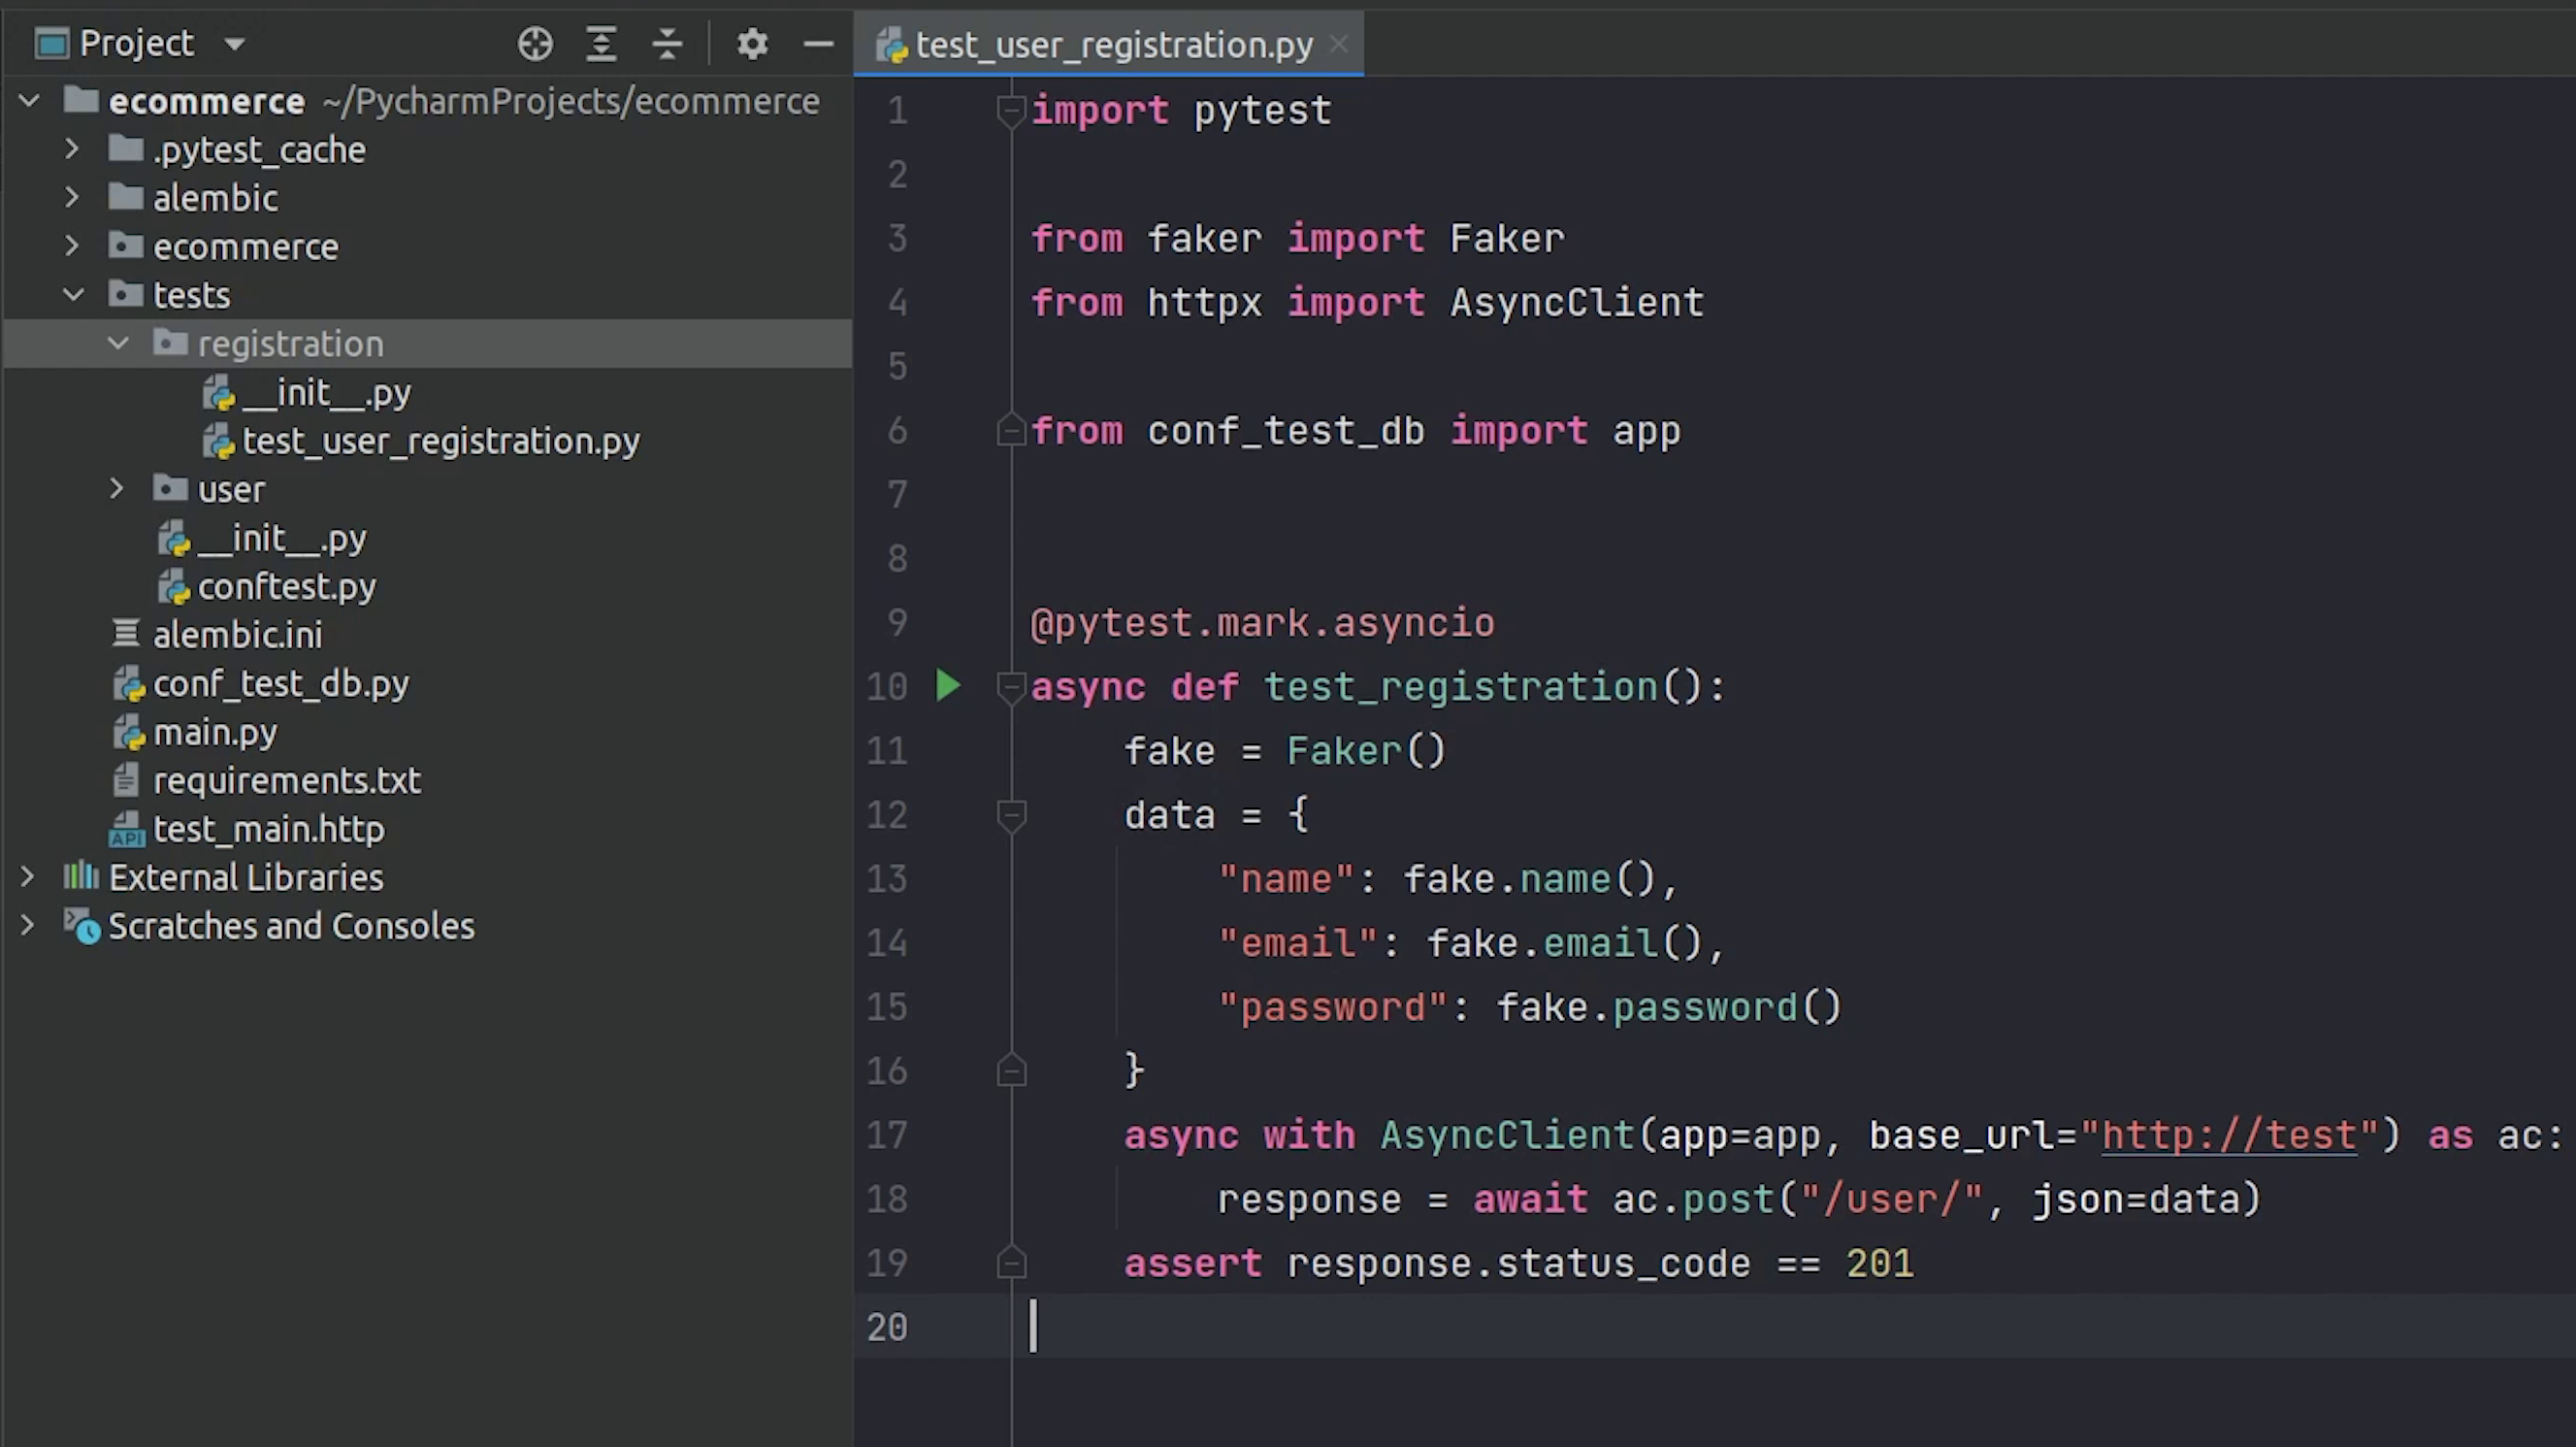 Project
ecommerce ~/PycharmProjects/ecommerce
.pytest_cache
alembic
ecommerce
tests
registration
__init__.py
test_user_registration.py
user
__init__.py
conftest.py
alembic.ini
conf_test_db.py
main.py
requirements.txt
API test_main.http
External Libraries
Scratches and Consoles
test_user_registration.py
1 import pytest
2
3 from faker import Faker
4 from httpx import AsyncClient
5
6 from conf_test_db import app
7
8
9 @pytest.mark.asyncio
10 async def test_registration():
11     fake = Faker()
12     data = {
13         "name": fake.name(),
14         "email": fake.email(),
15         "password": fake.password()
16     }
17     async with AsyncClient(app=app, base_url="http://test") as ac:
18         response = await ac.post("/user/", json=data)
19     assert response.status_code == 201
20